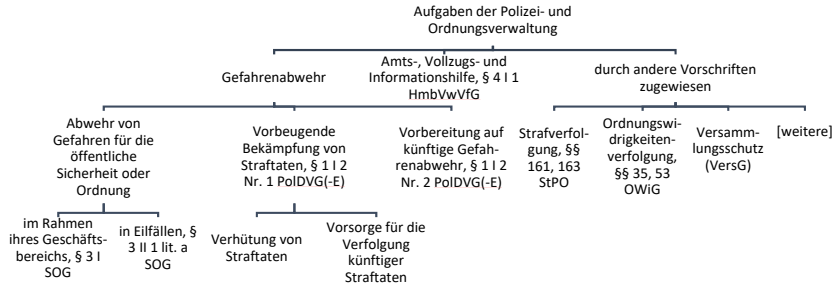 Aufgaben der Polizei- und
Ordnungsverwaltung
Gefahrenabwehr
Amts-, Vollzugs- und
Informationshilfe, § 4 I 1
HmbVwVfG
durch andere Vorschriften
zugewiesen
Abwehr von
Gefahren für die
öffentliche
Sicherheit oder
Ordnung
Vorbeugende
Bekämpfung von
Straftaten, § 1 I 2
Nr. 1 PolDVG(-E)
Vorbereitung auf
künftige Gefah-
renabwehr, § 1 I 2
Nr. 2 PolDVG(-E)
Strafverfol-
gung, §§
161, 163
StPO
Ordnungswi-
drigkeiten-
verfolgung,
§§ 35, 53
OWiG
Versamm-
lungsschutz
(VersG)
[weitere]
im Rahmen
ihres Geschäfts-
bereichs, § 3 I
SOG
in Eilfällen, §
3 II 1 lit. a
SOG
Verhütung von
Straftaten
Vorsorge für die
Verfolgung
künftiger
Straftaten